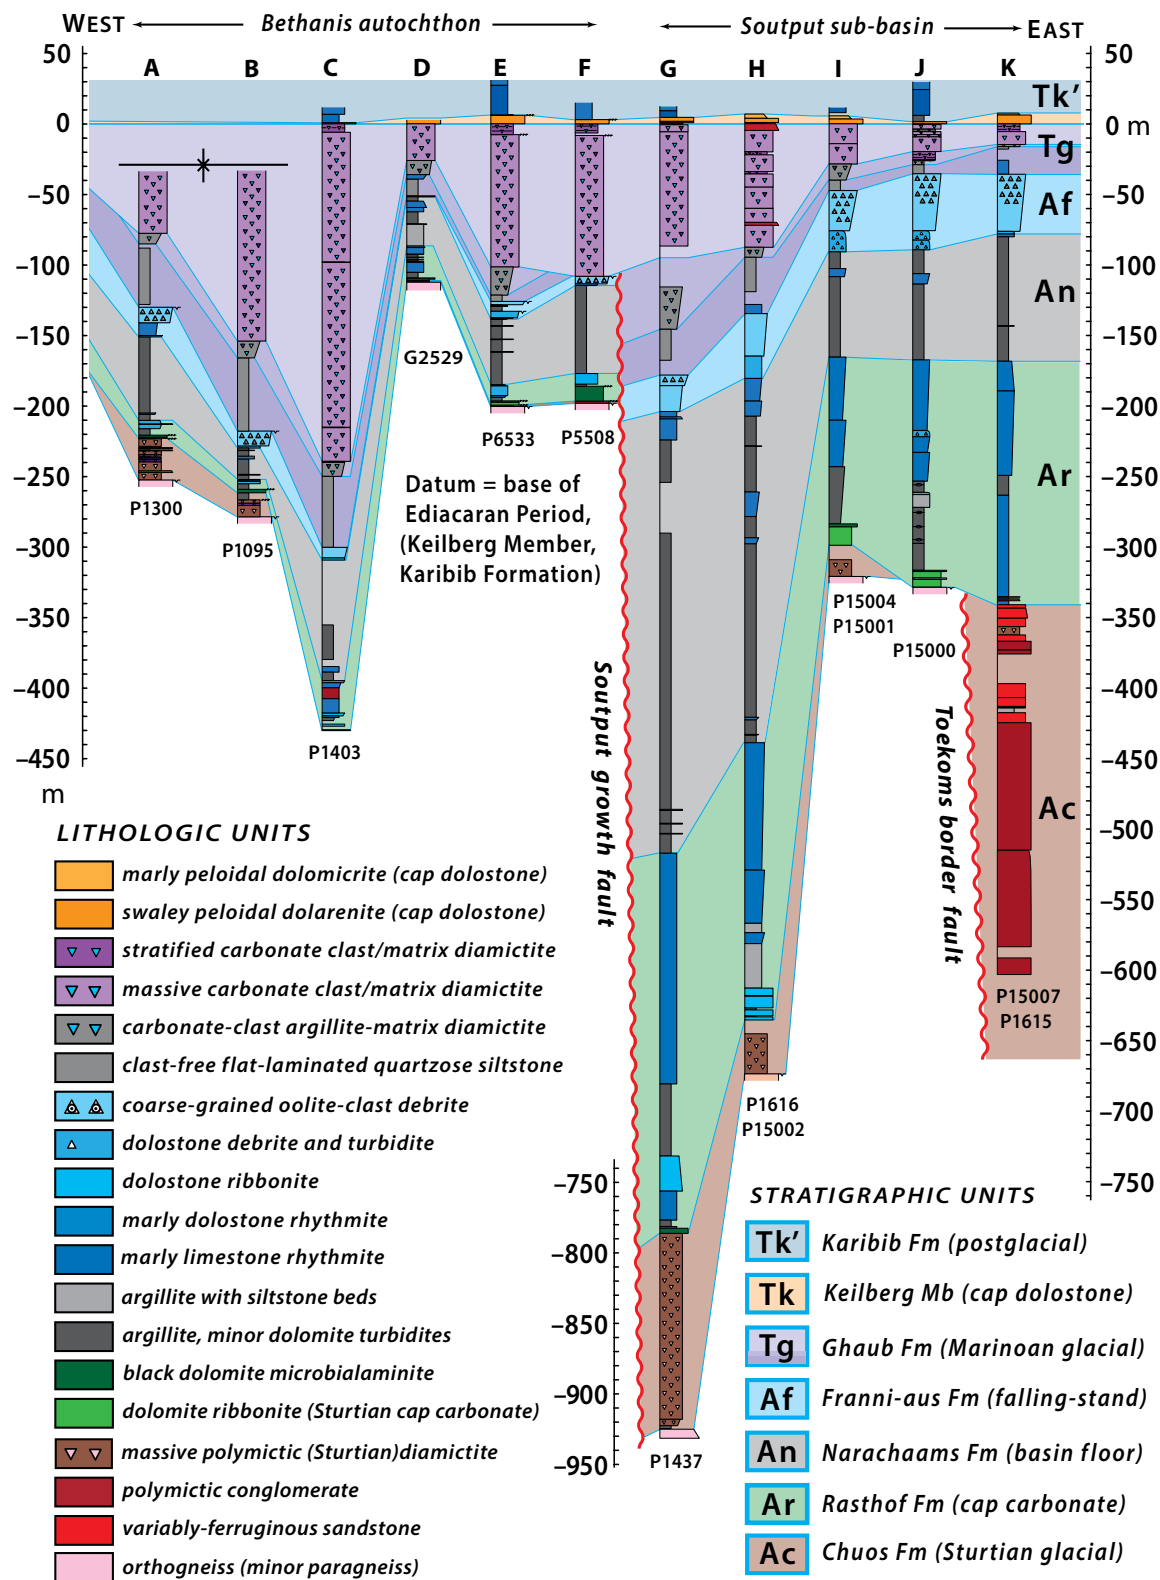 WEST
Bethanis autochthon
Soutput sub-basin
EAST
A B C D E F G H I J K
50
0
–50
–100
–150
–200
–250
–300
–350
–400
–450
m
50
0 m
–50
–100
–150
–200
–250
–300
–350
–400
–450
–500
–550
–600
–650
–700
–750
–750
–800
–850
–900
–950
Tk'
Tg
Af
An
Ar
Ac
P1300
P1095
P1403
G2529
P6533
P5508
P1437
P1616
P15002
P15004
P15001
P15000
P15007
P1615
Datum = base of
Ediacaran Period,
(Keilberg Member,
Karibib Formation)
Soutput growth fault
Toekoms border fault
LITHOLOGIC UNITS
marly peloidal dolomicrite (cap dolostone)
swaley peloidal dolarenite (cap dolostone)
stratified carbonate clast/matrix diamictite
massive carbonate clast/matrix diamictite
carbonate-clast argillite-matrix diamictite
clast-free flat-laminated quartzose siltstone
coarse-grained oolite-clast debrite
dolostone debrite and turbidite
dolostone ribbonite
marly dolostone rhythmite
marly limestone rhythmite
argillite with siltstone beds
argillite, minor dolomite turbidites
black dolomite microbialaminite
dolomite ribbonite (Sturtian cap carbonate)
massive polymictic (Sturtian)diamictite
polymictic conglomerate
variably-ferruginous sandstone
orthogneiss (minor paragneiss)
STRATIGRAPHIC UNITS
Tk' Karibib Fm (postglacial)
Tk Keilberg Mb (cap dolostone)
Tg Ghaub Fm (Marinoan glacial)
Af Franni-aus Fm (falling-stand)
An Narachaams Fm (basin floor)
Ar Rasthof Fm (cap carbonate)
Ac Chuos Fm (Sturtian glacial)